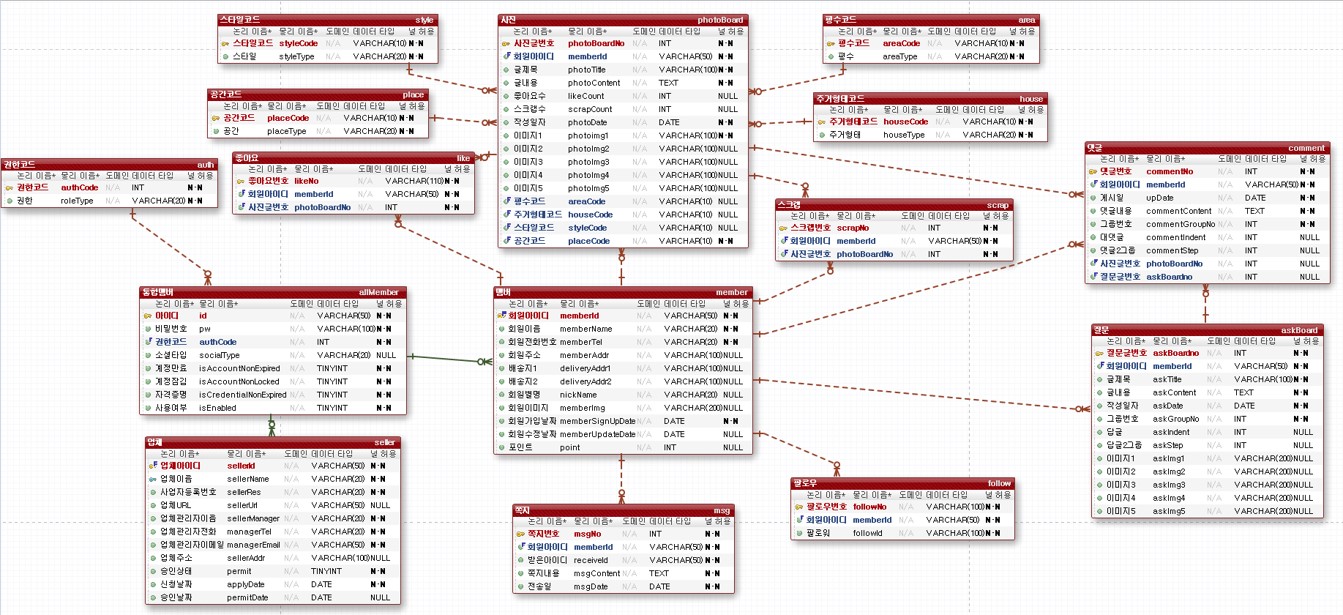 스타일코드 style
논리 이름* 물리 이름* 도메인 데이터 타입 널 허용
스타일코드 styleCode N/A VARCHAR(10) N-N
스타일 styleType N/A VARCHAR(20) N-N
공간코드 place
논리 이름* 물리 이름* 도메인 데이터 타입 널 허용
공간코드 placeCode N/A VARCHAR(10) N-N
공간 placeType N/A VARCHAR(20) N-N
권한코드 auth
논리 이름* 물리 이름* 도메인 데이터 타입 널 허용
권한코드 authCode N/A INT N-N
권한 roleType N/A VARCHAR(20) N-N
좋아요 like
논리 이름* 물리 이름* 도메인 데이터 타입 널 허용
좋아요번호 likeNo N/A VARCHAR(110) N-N
회원아이디 memberId N/A VARCHAR(50) N-N
사진글번호 photoBoardNo N/A INT N-N
사진 photoBoard
논리 이름* 물리 이름* 도메인 데이터 타입 널 허용
사진글번호 photoBoardNo N/A INT N-N
회원아이디 memberId N/A VARCHAR(50) N-N
글제목 photoTitle N/A VARCHAR(100) N-N
글내용 photoContent N/A TEXT N-N
좋아요수 likeCount N/A INT NULL
스크랩수 scrapCount N/A INT NULL
작성일자 photoDate N/A DATE N-N
이미지1 photoimg1 N/A VARCHAR(100) N-N
이미지2 photoImg2 N/A VARCHAR(100) NULL
이미지3 photoImg3 N/A VARCHAR(100) NULL
이미지4 photoImg4 N/A VARCHAR(100) NULL
이미지5 photoImg5 N/A VARCHAR(100) NULL
평수코드 areaCode N/A VARCHAR(10) NULL
주거형태코드 houseCode N/A VARCHAR(10) NULL
스타일코드 styleCode N/A VARCHAR(10) NULL
공간코드 placeCode N/A VARCHAR(10) N-N
평수코드 area
논리 이름* 물리 이름* 도메인 데이터 타입 널 허용
평수코드 areaCode N/A VARCHAR(10) N-N
평수 areaType N/A VARCHAR(20) N-N
주거형태코드 house
논리 이름* 물리 이름* 도메인 데이터 타입 널 허용
주거형태코드 houseCode N/A VARCHAR(10) N-N
주거형태 houseType N/A VARCHAR(20) N-N
스크랩 scrap
논리 이름* 물리 이름* 도메인 데이터 타입 널 허용
스크랩번호 scrapNo N/A INT N-N
회원아이디 memberId N/A VARCHAR(50) N-N
사진글번호 photoBoardNo N/A INT NULL
댓글 comment
논리 이름* 물리 이름* 도메인 데이터 타입 널 허용
댓글번호 commentNo N/A INT N-N
회원아이디 memberId N/A VARCHAR(50) N-N
게시일 upDate N/A DATE N-N
댓글내용 commentContent N/A TEXT N-N
그룹번호 commentGroupNo N/A INT N-N
대댓글 commentIndent N/A INT NULL
댓글2그룹 commentStep N/A INT NULL
사진글번호 photoBoardNo N/A INT NULL
질문글번호 askBoardno N/A INT NULL
통합멤버 allMember
논리 이름* 물리 이름* 도메인 데이터 타입 널 허용
아이디 id N/A VARCHAR(50) N-N
비밀번호 pw N/A VARCHAR(100) N-N
권한코드 authCode N/A INT N-N
소셜타입 socialType N/A VARCHAR(20) NULL
계정만료 isAccountNonExpired N/A TINYINT N-N
계정잠김 isAccountNonLocked N/A TINYINT N-N
자격증명 isCredentialNonExpired N/A TINYINT N-N
사용여부 isEnabled N/A TINYINT N-N
멤버 member
논리 이름* 물리 이름* 도메인 데이터 타입 널 허용
회원아이디 memberId N/A VARCHAR(50) N-N
회원이름 memberName N/A VARCHAR(20) N-N
회원전화번호 memberTel N/A VARCHAR(20) N-N
회원주소 memberAddr N/A VARCHAR(100) NULL
배송지1 deliveryAddr1 N/A VARCHAR(100) NULL
배송지2 deliveryAddr2 N/A VARCHAR(100) NULL
회원별명 nickName N/A VARCHAR(20) NULL
회원이미지 memberImg N/A VARCHAR(200) NULL
회원가입날짜 memberSignUpDate N/A DATE N-N
회원수정날짜 memberUpdateDate N/A DATE NULL
포인트 point N/A INT NULL
질문 askBoard
논리 이름* 물리 이름* 도메인 데이터 타입 널 허용
질문글번호 askBoardno N/A INT N-N
회원아이디 memberId N/A VARCHAR(50) N-N
글제목 askTitle N/A VARCHAR(100) N-N
글내용 askContent N/A TEXT N-N
작성일자 askDate N/A DATE N-N
그룹번호 askGroupNo N/A INT N-N
답글 askIndent N/A INT NULL
답글2그룹 askStep N/A INT NULL
이미지1 askImg1 N/A VARCHAR(200) NULL
이미지2 askImg2 N/A VARCHAR(200) NULL
이미지3 askImg3 N/A VARCHAR(200) NULL
이미지4 askImg4 N/A VARCHAR(200) NULL
이미지5 askImg5 N/A VARCHAR(200) NULL
업체 seller
논리 이름* 물리 이름* 도메인 데이터 타입 널 허용
업체아이디 sellerId N/A VARCHAR(50) N-N
업체이름 sellerName N/A VARCHAR(20) N-N
사업자등록번호 sellerRes N/A VARCHAR(20) N-N
업체URL sellerUrl N/A VARCHAR(50) NULL
업체관리자이름 sellerManager N/A VARCHAR(20) N-N
업체관리자전화 managerTel N/A VARCHAR(20) N-N
업체관리자이메일 managerEmail N/A VARCHAR(50) N-N
업체주소 sellerAddr N/A VARCHAR(100) NULL
승인상태 permit N/A TINYINT N-N
신청날짜 applyDate N/A DATE N-N
승인날짜 permitDate N/A DATE NULL
쪽지 msg
논리 이름* 물리 이름* 도메인 데이터 타입 널 허용
쪽지번호 msgNo N/A INT N-N
회원아이디 memberId N/A VARCHAR(50) N-N
받은아이디 receiveId N/A VARCHAR(50) N-N
쪽지내용 msgContent N/A TEXT N-N
전송일 msgDate N/A DATE N-N
팔로우 follow
논리 이름* 물리 이름* 도메인 데이터 타입 널 허용
팔로우번호 followNo N/A VARCHAR(100) N-N
회원아이디 memberId N/A VARCHAR(50) N-N
팔로워 followId N/A VARCHAR(100) N-N